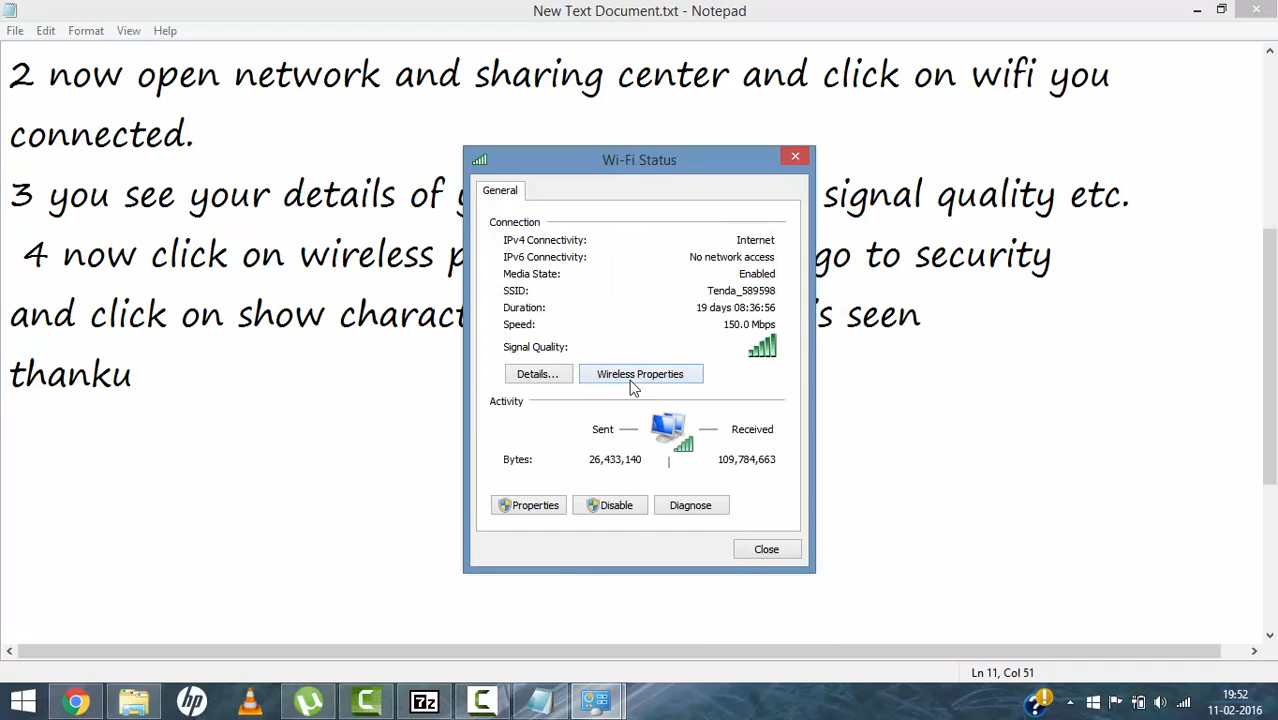 New Text Document.txt - Notepad
File Edit Format View Help
2 now open network and sharing center and click on wifi you
connected.
3 you see your details of signal quality etc.
4 now click on wireless go to security
and click on show seen
thanku
Wi-Fi Status
General
Connection
IPv4 Connectivity: Internet
IPv6 Connectivity: No network access
Media State: Enabled
SSID: Tenda_589598
Duration: 19 days 08:36:56
Speed: 150.0 Mbps
Signal Quality:
Details... Wireless Properties
Activity
Sent Received
Bytes: 26,433,140 109,784,663
Properties Disable Diagnose
Close
Ln 11, Col 51
hp 7z
19:52
11-02-2016